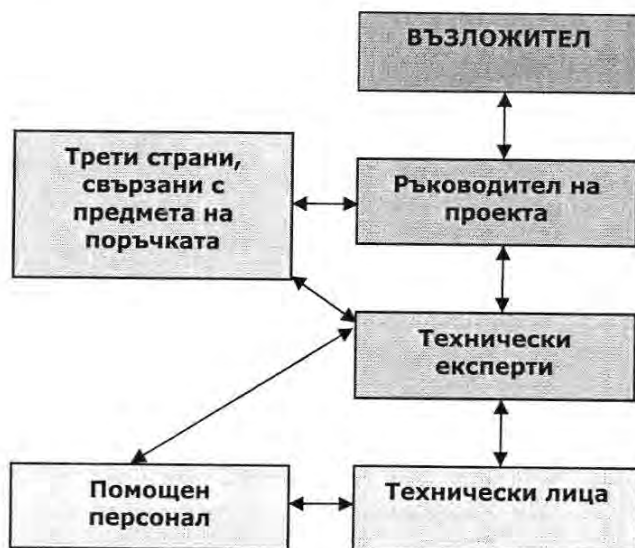 ВЪЗЛОЖИТЕЛ
Трети страни,
свързани с
предмета на
поръчката
Ръководител на
проекта
Технически
експерти
Помощен
персонал
Технически лица